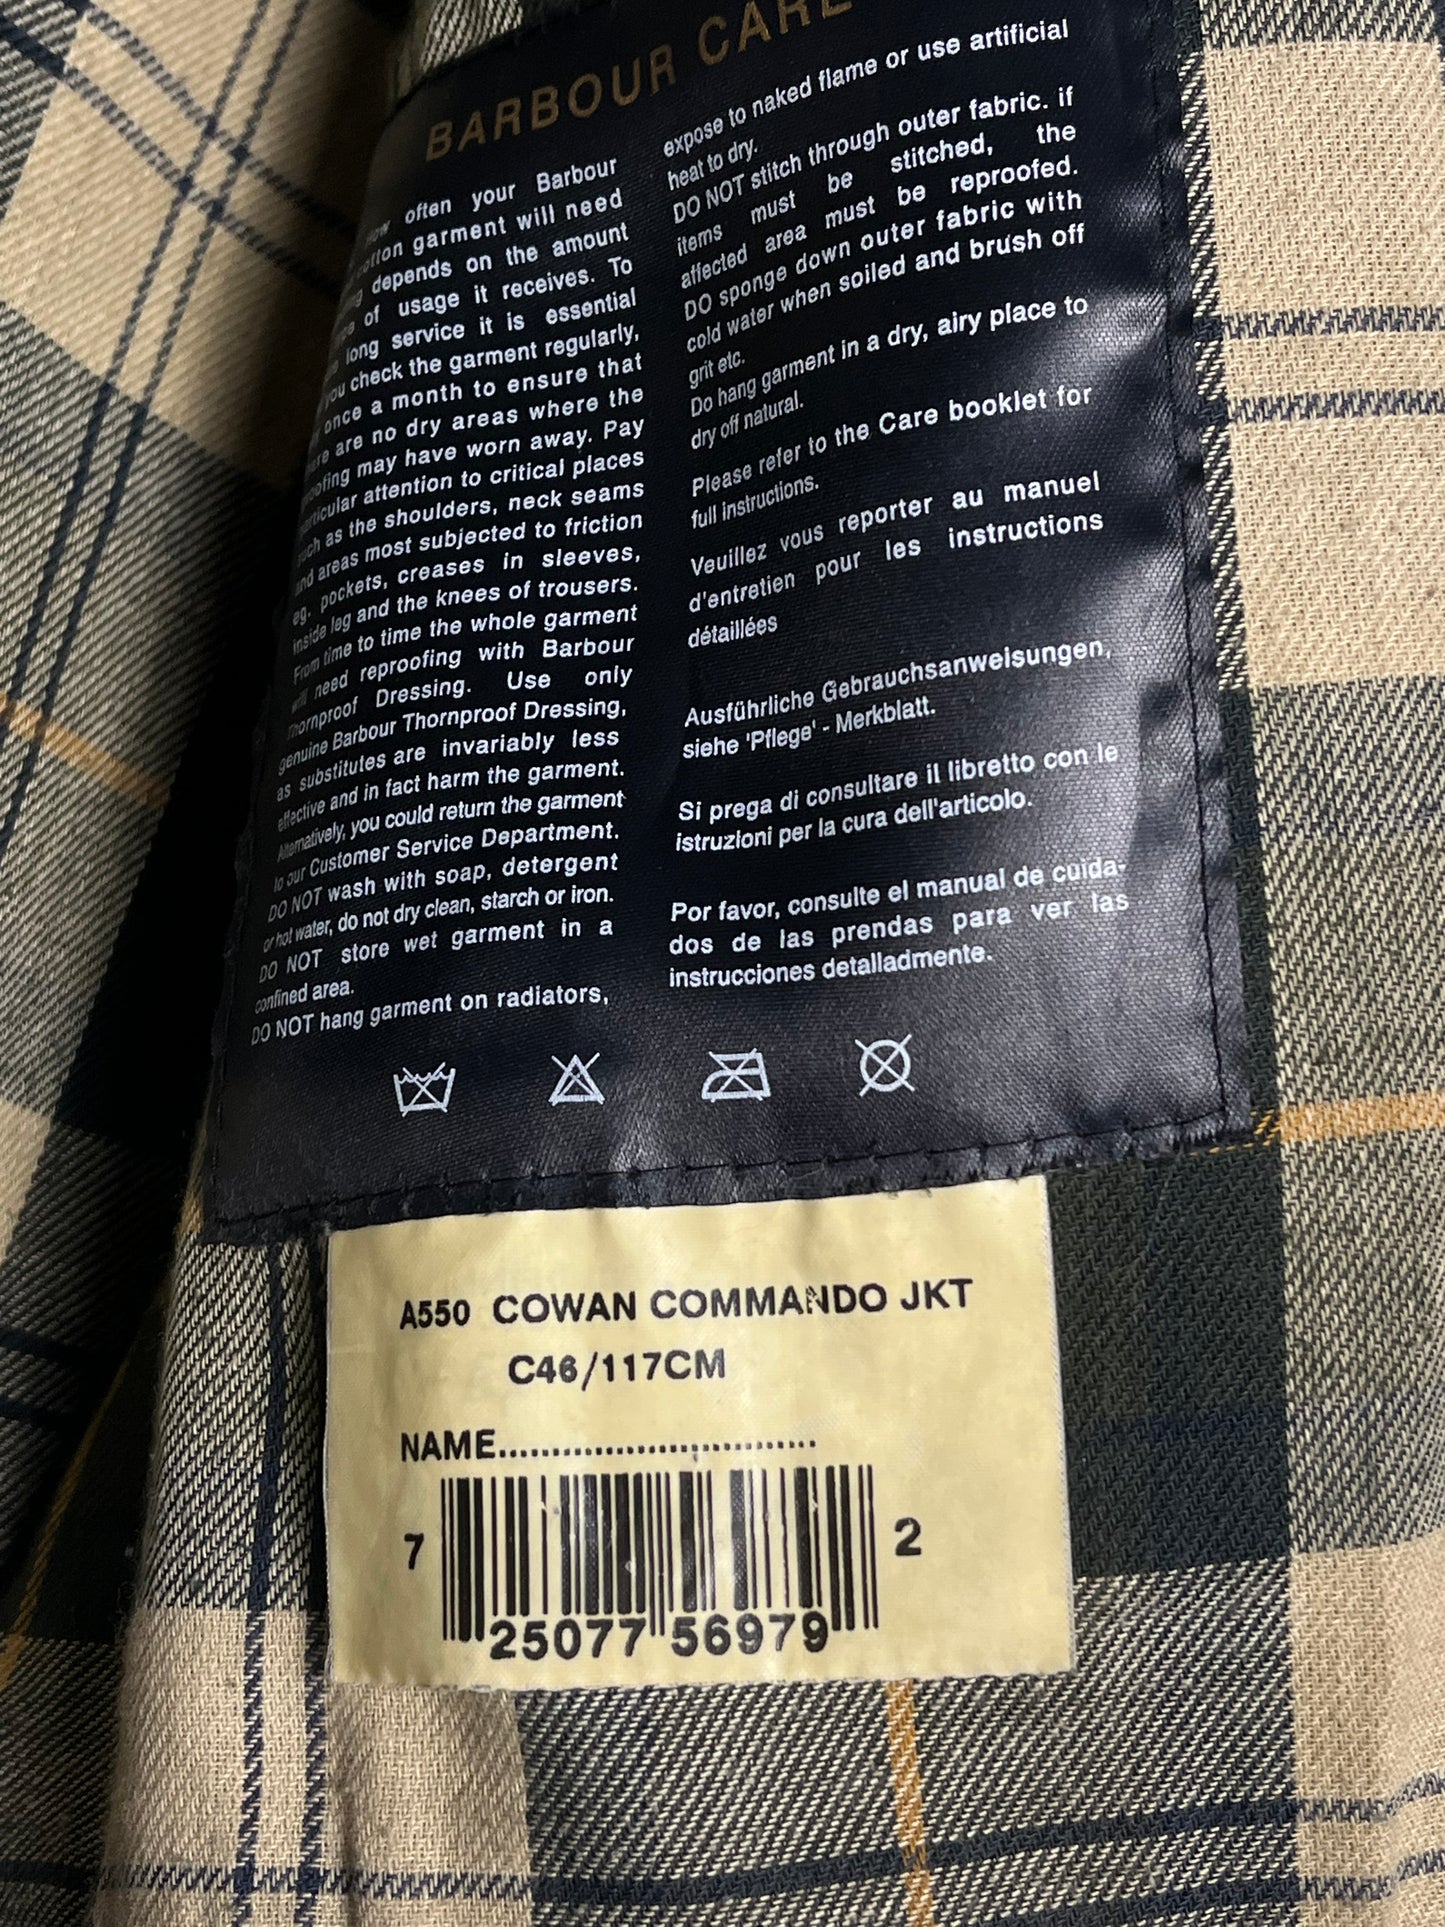 BARBOUR CARE
often your Barbour
cotton garment will need
depends on the amount
of usage it receives. To
long service it is essential
you check the garment regularly,
once a month to ensure that
are no dry areas where the
may have worn away. Pay
particular attention to critical places
such as the shoulders, neck seams
and areas most subjected to friction
eg. pockets, creases in sleeves,
inside leg and the knees of trousers.
From time to time the whole garment
will need reproofing with Barbour
Thornproof Dressing. Use only
genuine Barbour Thornproof Dressing,
as substitutes are invariably less
effective and in fact harm the garment.
Alternatively, you could return the garment
to our Customer Service Department.
DO NOT wash with soap, detergent
or hot water, do not dry clean, starch or iron.
DO NOT store wet garment in a
confined area.
DO NOT hang garment on radiators,
expose to naked flame or use artificial
heat to dry.
DO NOT stitch through outer fabric. if
items must be stitched, the
affected area must be reproofed.
DO sponge down outer fabric with
cold water when soiled and brush off
grit etc.
Do hang garment in a dry, airy place to
dry off natural.
Please refer to the Care booklet for
full instructions.
Veuillez vous reporter au manuel
d'entretien pour les instructions
détaillées
Ausführliche Gebrauchsanweisungen,
siehe 'Pflege' - Merkblatt.
Si prega di consultare il libretto con le
istruzioni per la cura dell'articolo.
Por favor, consulte el manual de cuida-
dos de las prendas para ver las
instrucciones detalladmente.
A550 COWAN COMMANDO JKT
C46/117CM
NAME..............................
7 25077 56979 2